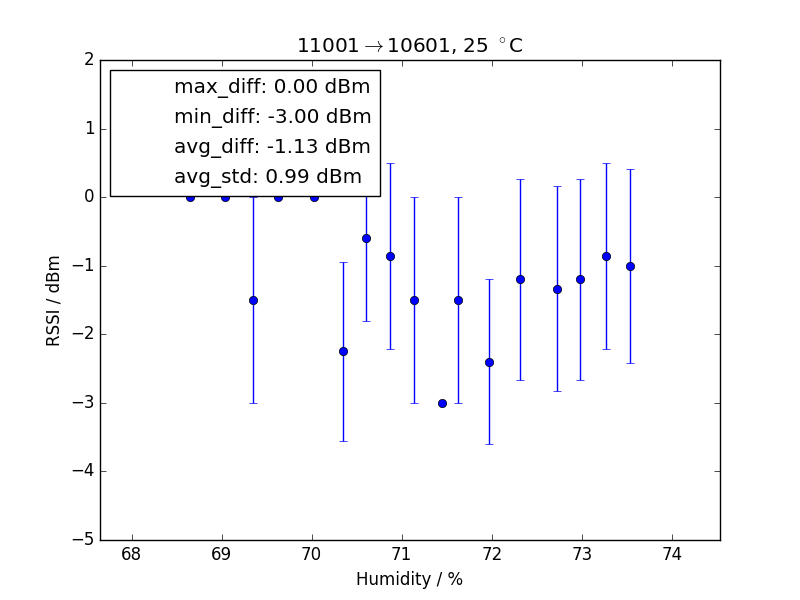 11001→10601, 25 °C
max_diff: 0.00 dBm
min_diff: -3.00 dBm
avg_diff: -1.13 dBm
avg_std: 0.99 dBm
2
1
0
−1
−2
−3
−4
−5
RSSI / dBm
68 69 70 71 72 73 74
Humidity / %